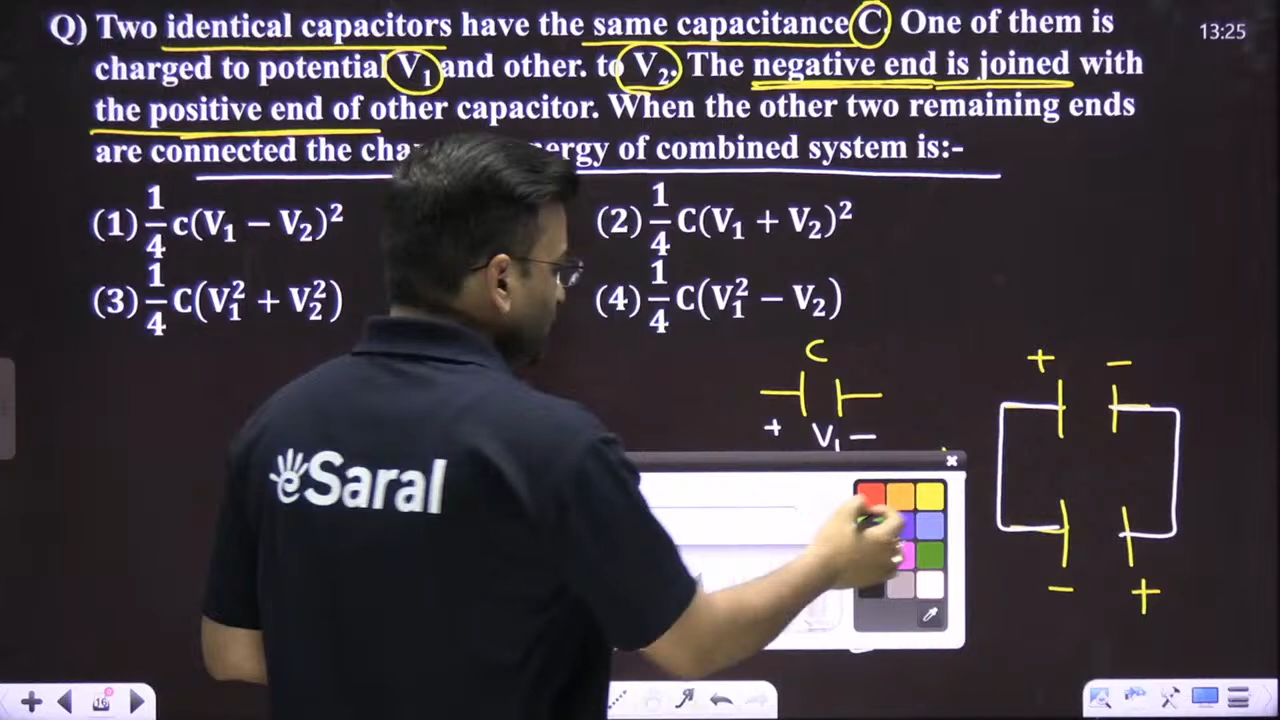 Q) Two identical capacitors have the same capacitance C. One of them is
13:25
charged to potential V₁ and other. to V₂. The negative end is joined with
the positive end of other capacitor. When the other two remaining ends
are connected the of combined system is:-
(1) 1/4 c(V₁ − V₂)²
(2) 1/4 C(V₁ + V₂)²
(3) 1/4 C(V₁² + V₂²)
(4) 1/4 C(V₁² − V₂)
C
+ −
+ V₁ −
− +
eSaral
16